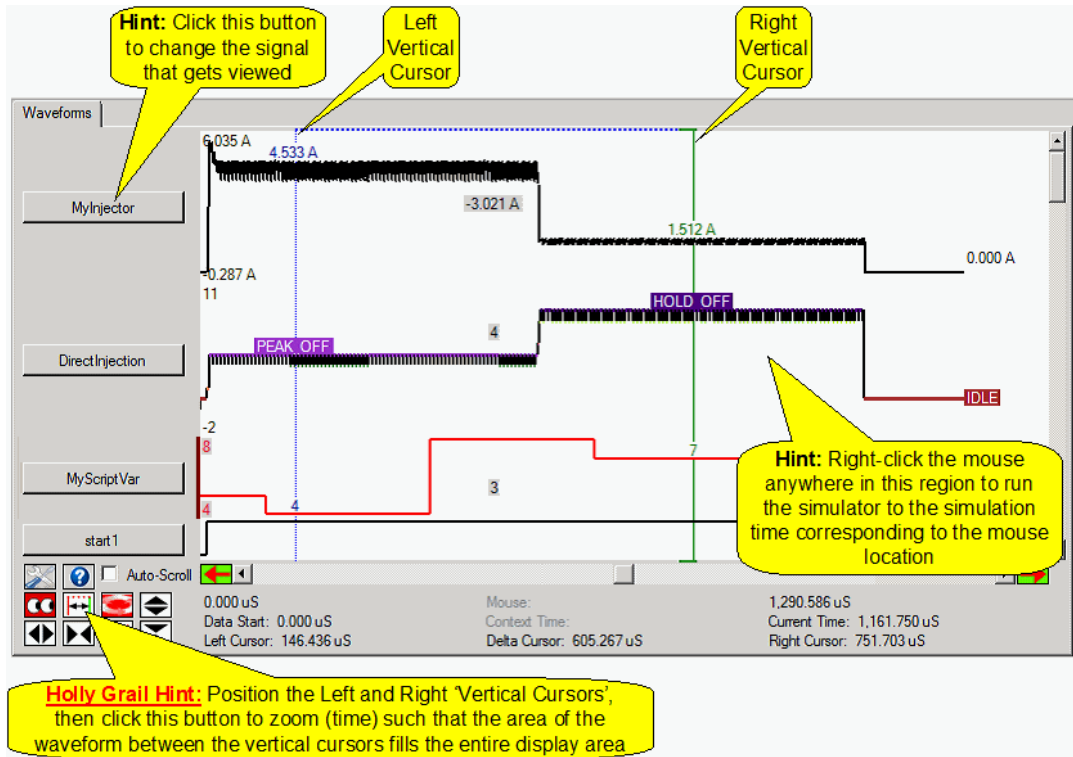 Hint: Click this button
to change the signal
that gets viewed
Left
Vertical
Cursor
Right
Vertical
Cursor
Waveforms
6.035 A
4.533 A
MyInjector
-3.021 A
1.512 A
0.000 A
-0.287 A
11
HOLD_OFF
PEAK_OFF
4
DirectInjection
IDLE
-2
8
7
MyScriptVar
3
4
4
Hint: Right-click the mouse
anywhere in this region to run
the simulator to the simulation
time corresponding to the mouse
location
start1
Auto-Scroll
0.000 uS
Mouse:
1,290.586 uS
Data Start: 0.000 uS
Context Time:
Current Time: 1,161.750 uS
Left Cursor: 146.436 uS
Delta Cursor: 605.267 uS
Right Cursor: 751.703 uS
Holly Grail Hint: Position the Left and Right ‘Vertical Cursors’,
then click this button to zoom (time) such that the area of the
waveform between the vertical cursors fills the entire display area